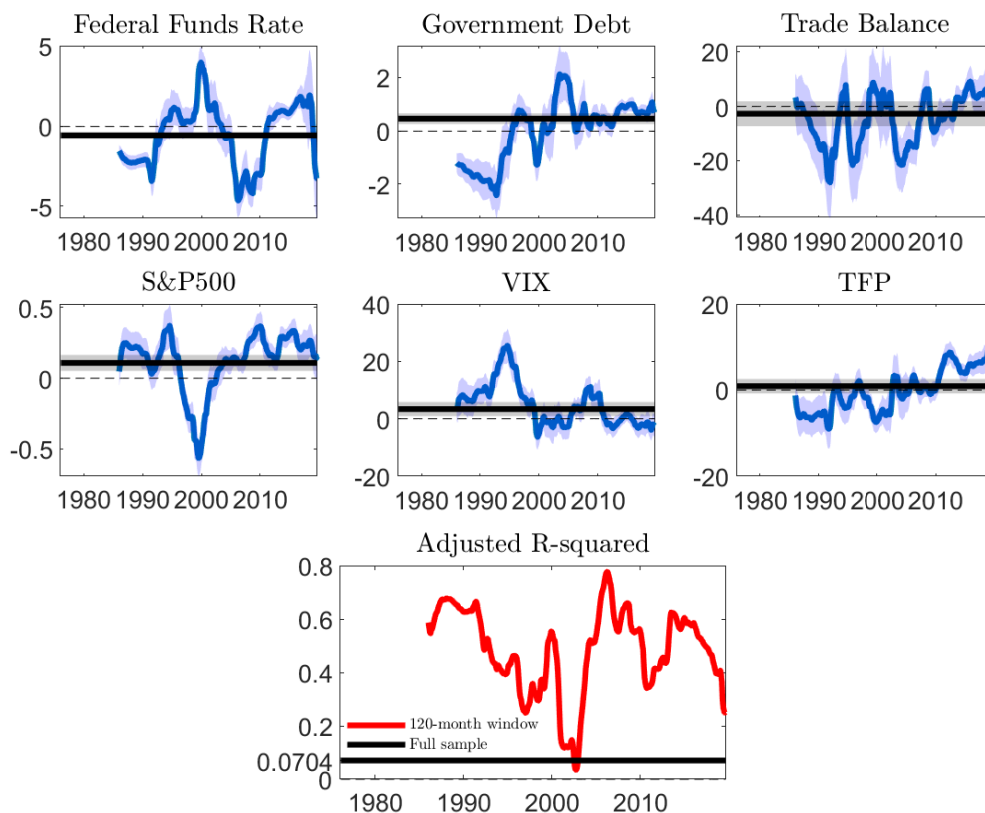 Federal Funds Rate
Government Debt
Trade Balance
5
0
-5
1980 1990 2000 2010
2
0
-2
1980 1990 2000 2010
20
0
-20
-40
1980 1990 2000 2010
S&P500
VIX
TFP
0.5
0
-0.5
1980 1990 2000 2010
40
20
0
-20
1980 1990 2000 2010
20
0
-20
1980 1990 2000 2010
Adjusted R-squared
0.8
0.6
0.4
0.2
0.0704
0
120-month window
Full sample
1980 1990 2000 2010